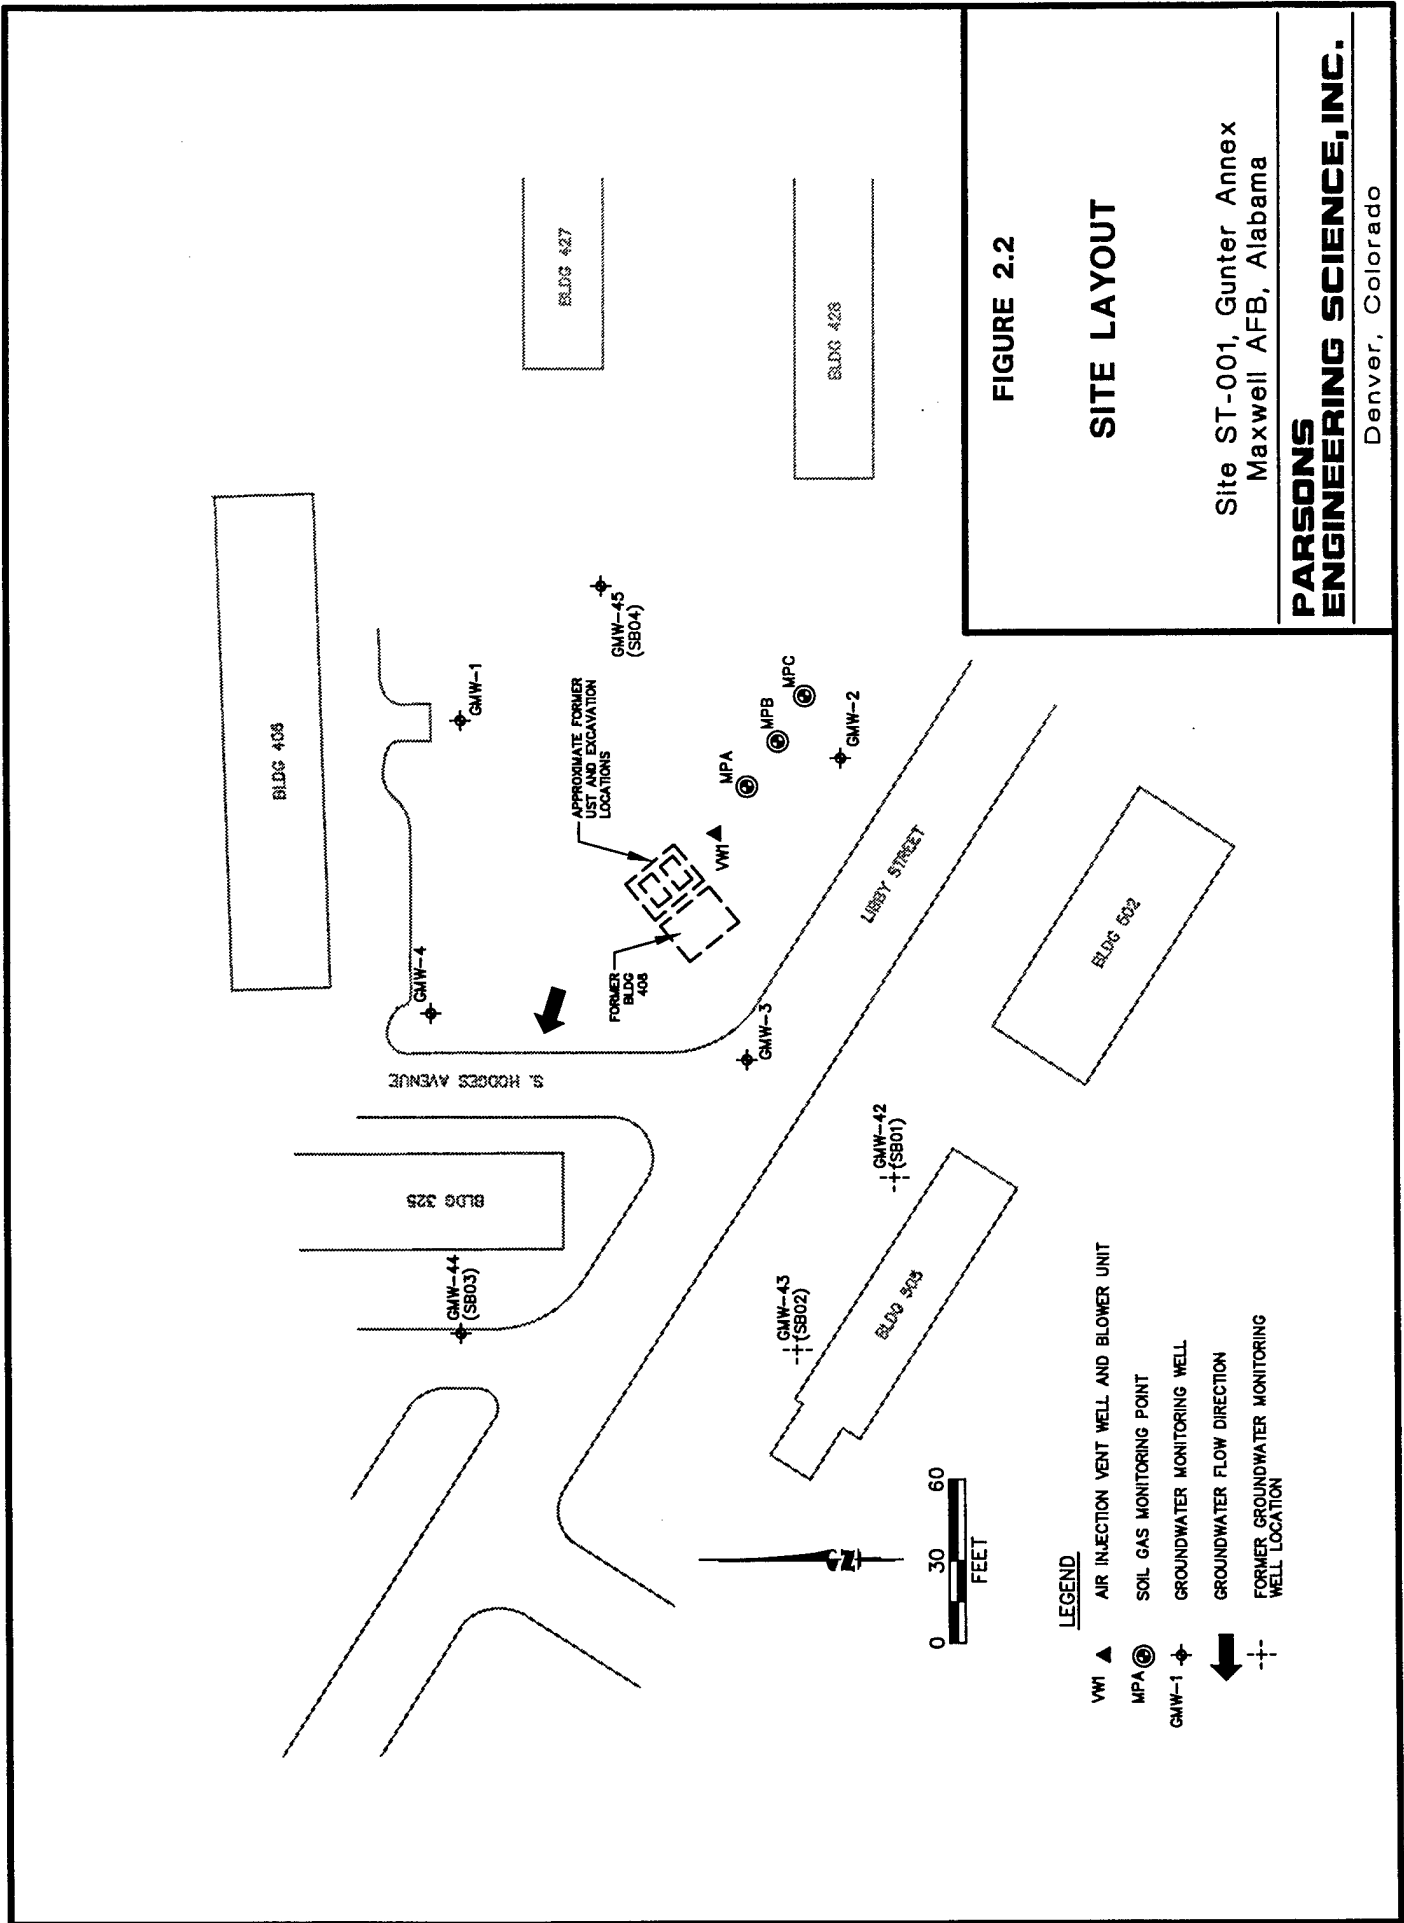 BLDG 406
BLDG 427
BLDG 428
GMW-1
GMW-45
(SB04)
GMW-4
APPROXIMATE FORMER
UST AND EXCAVATION
LOCATIONS
FORMER
BLDG
406
VW1
MPA
MPB
MPC
GMW-2
GMW-3
S. HODGES AVENUE
LIBBY STREET
BLDG 325
GMW-44
(SB03)
GMW-42
(SB01)
GMW-43
(SB02)
BLDG 502
BLDG 505
N
0 30 60
FEET
LEGEND
VW1 AIR INJECTION VENT WELL AND BLOWER UNIT
MPA SOIL GAS MONITORING POINT
GMW-1 GROUNDWATER MONITORING WELL
GROUNDWATER FLOW DIRECTION
FORMER GROUNDWATER MONITORING
WELL LOCATION
FIGURE 2.2
SITE LAYOUT
Site ST-001, Gunter Annex
Maxwell AFB, Alabama
PARSONS
ENGINEERING SCIENCE, INC.
Denver, Colorado